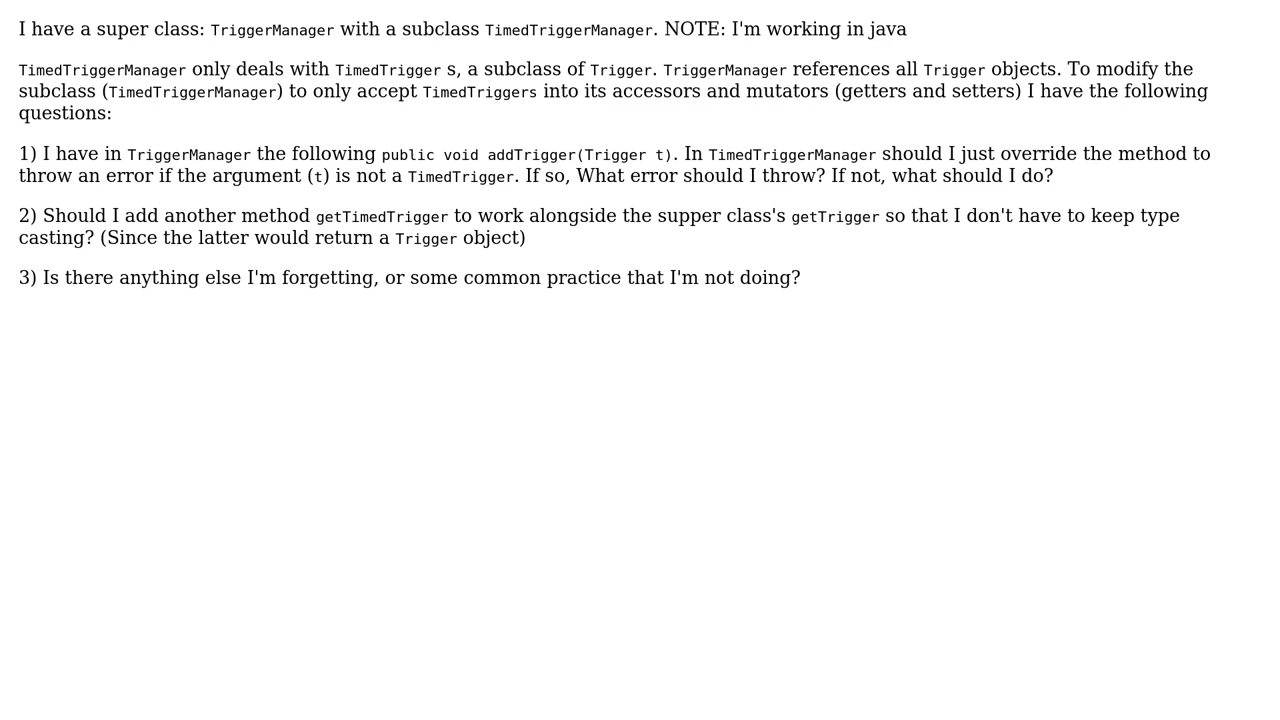 I have a super class: TriggerManager with a subclass TimedTriggerManager. NOTE: I'm working in java
TimedTriggerManager only deals with TimedTrigger s, a subclass of Trigger. TriggerManager references all Trigger objects. To modify the
subclass (TimedTriggerManager) to only accept TimedTriggers into its accessors and mutators (getters and setters) I have the following
questions:
1) I have in TriggerManager the following public void addTrigger(Trigger t). In TimedTriggerManager should I just override the method to
throw an error if the argument (t) is not a TimedTrigger. If so, What error should I throw? If not, what should I do?
2) Should I add another method getTimedTrigger to work alongside the supper class's getTrigger so that I don't have to keep type
casting? (Since the latter would return a Trigger object)
3) Is there anything else I'm forgetting, or some common practice that I'm not doing?